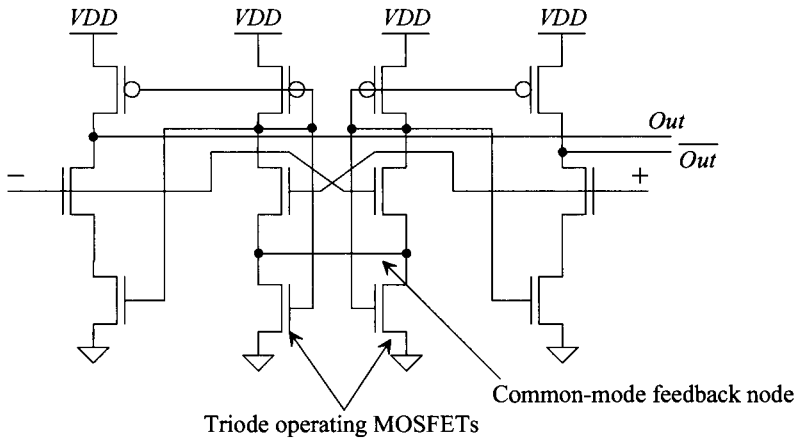 VDD VDD VDD VDD
Out
Out
− +
Common-mode feedback node
Triode operating MOSFETs